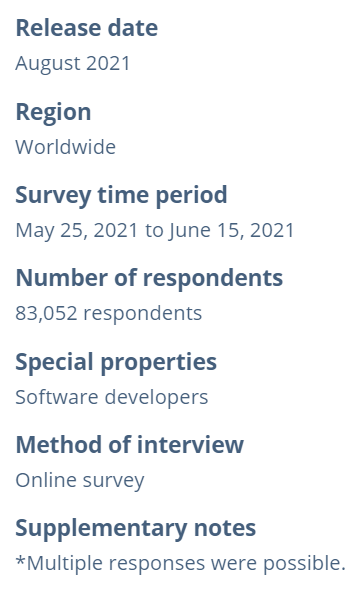 Release date
August 2021
Region
Worldwide
Survey time period
May 25, 2021 to June 15, 2021
Number of respondents
83,052 respondents
Special properties
Software developers
Method of interview
Online survey
Supplementary notes
*Multiple responses were possible.